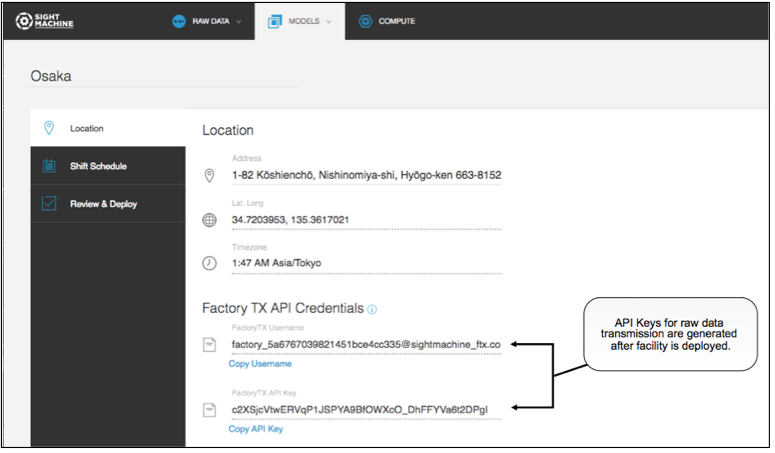 SIGHT
MACHINE
RAW DATA
MODELS
COMPUTE
Osaka
Location
Shift Schedule
Review & Deploy
Location
Address
1-82 Kōshienchō, Nishinomiya-shi, Hyōgo-ken 663-8152
Lat. Long
34.7203953, 135.3617021
Timezone
1:47 AM Asia/Tokyo
Factory TX API Credentials
FactoryTX Username
factory_5a6767039821451bce4cc335@sightmachine_ftx.co
Copy Username
FactoryTX API Key
c2XSjcVtwERVqP1JSPYA9BfOWXcO_DhFFYVa6t2DPgI
Copy API Key
API Keys for raw data
transmission are generated
after facility is deployed.